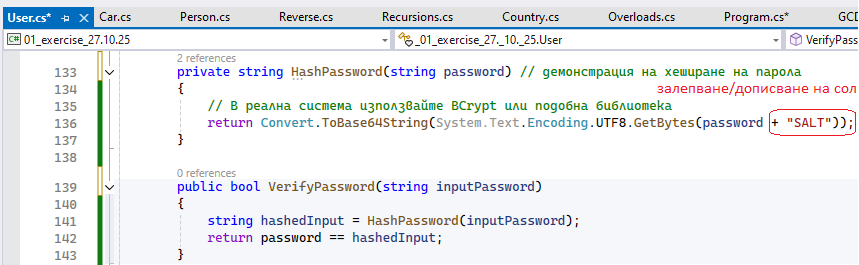 User.cs* Car.cs Person.cs Reverse.cs Recursions.cs Country.cs Overloads.cs Program.cs* GCD
C# 01_exercise_27.10.25 _01_exercise_27._10._25.User VerifyPass
2 references
133 private string HashPassword(string password) // демонстрация на хеширане на парола
залепване/дописване на сол
134 {
135 // В реална система използвайте BCrypt или подобна библиотека
136 return Convert.ToBase64String(System.Text.Encoding.UTF8.GetBytes(password + "SALT"));
137 }
138
0 references
139 public bool VerifyPassword(string inputPassword)
140 {
141 string hashedInput = HashPassword(inputPassword);
142 return password == hashedInput;
143 }